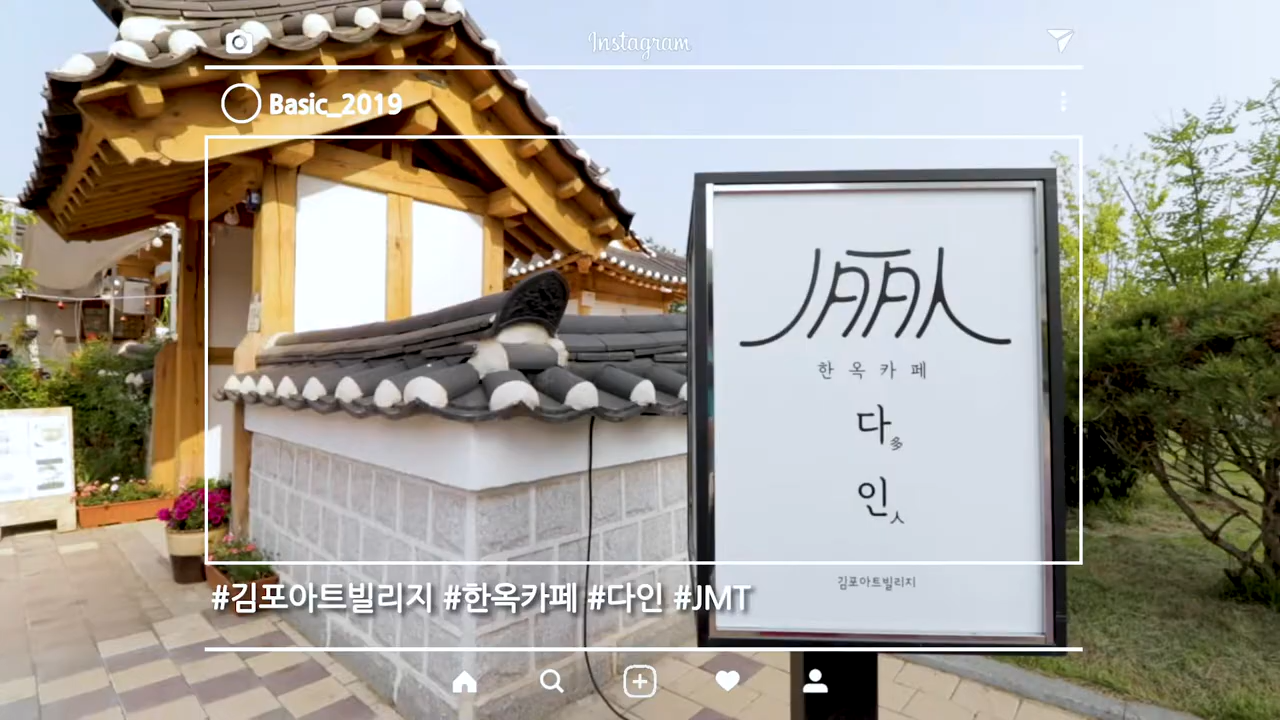 Instagram
Basic_2019
한옥카페
다多
인人
김포아트빌리지
#김포아트빌리지 #한옥카페 #다인 #JMT